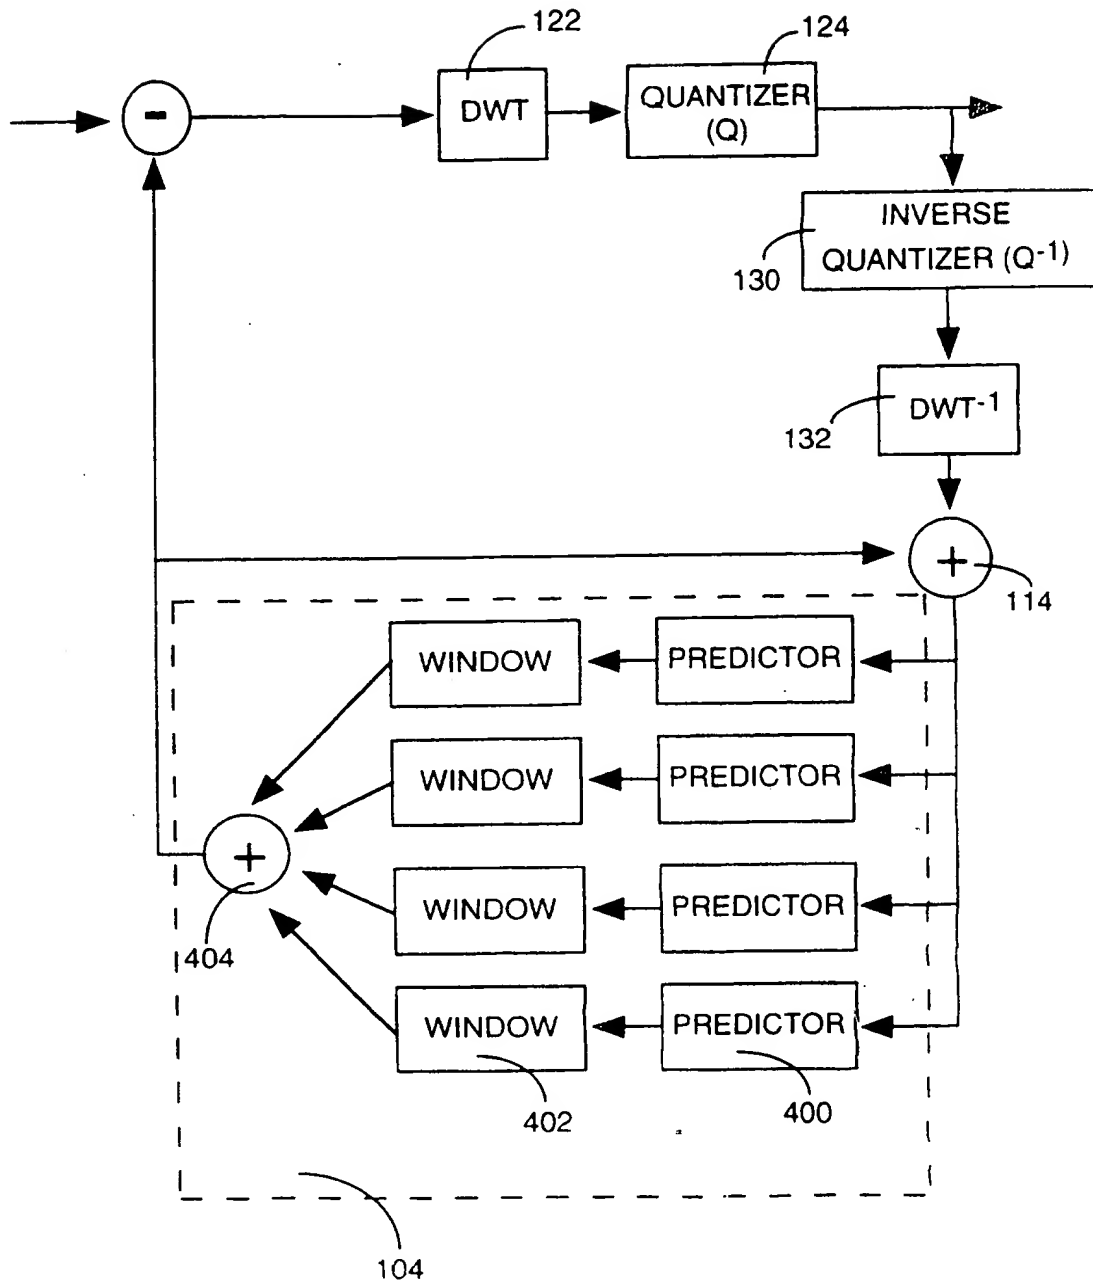 122
124
-
DWT
QUANTIZER
(Q)
INVERSE
QUANTIZER (Q-1)
130
DWT-1
132
+
114
WINDOW
PREDICTOR
WINDOW
PREDICTOR
+
404
WINDOW
PREDICTOR
WINDOW
PREDICTOR
402
400
104